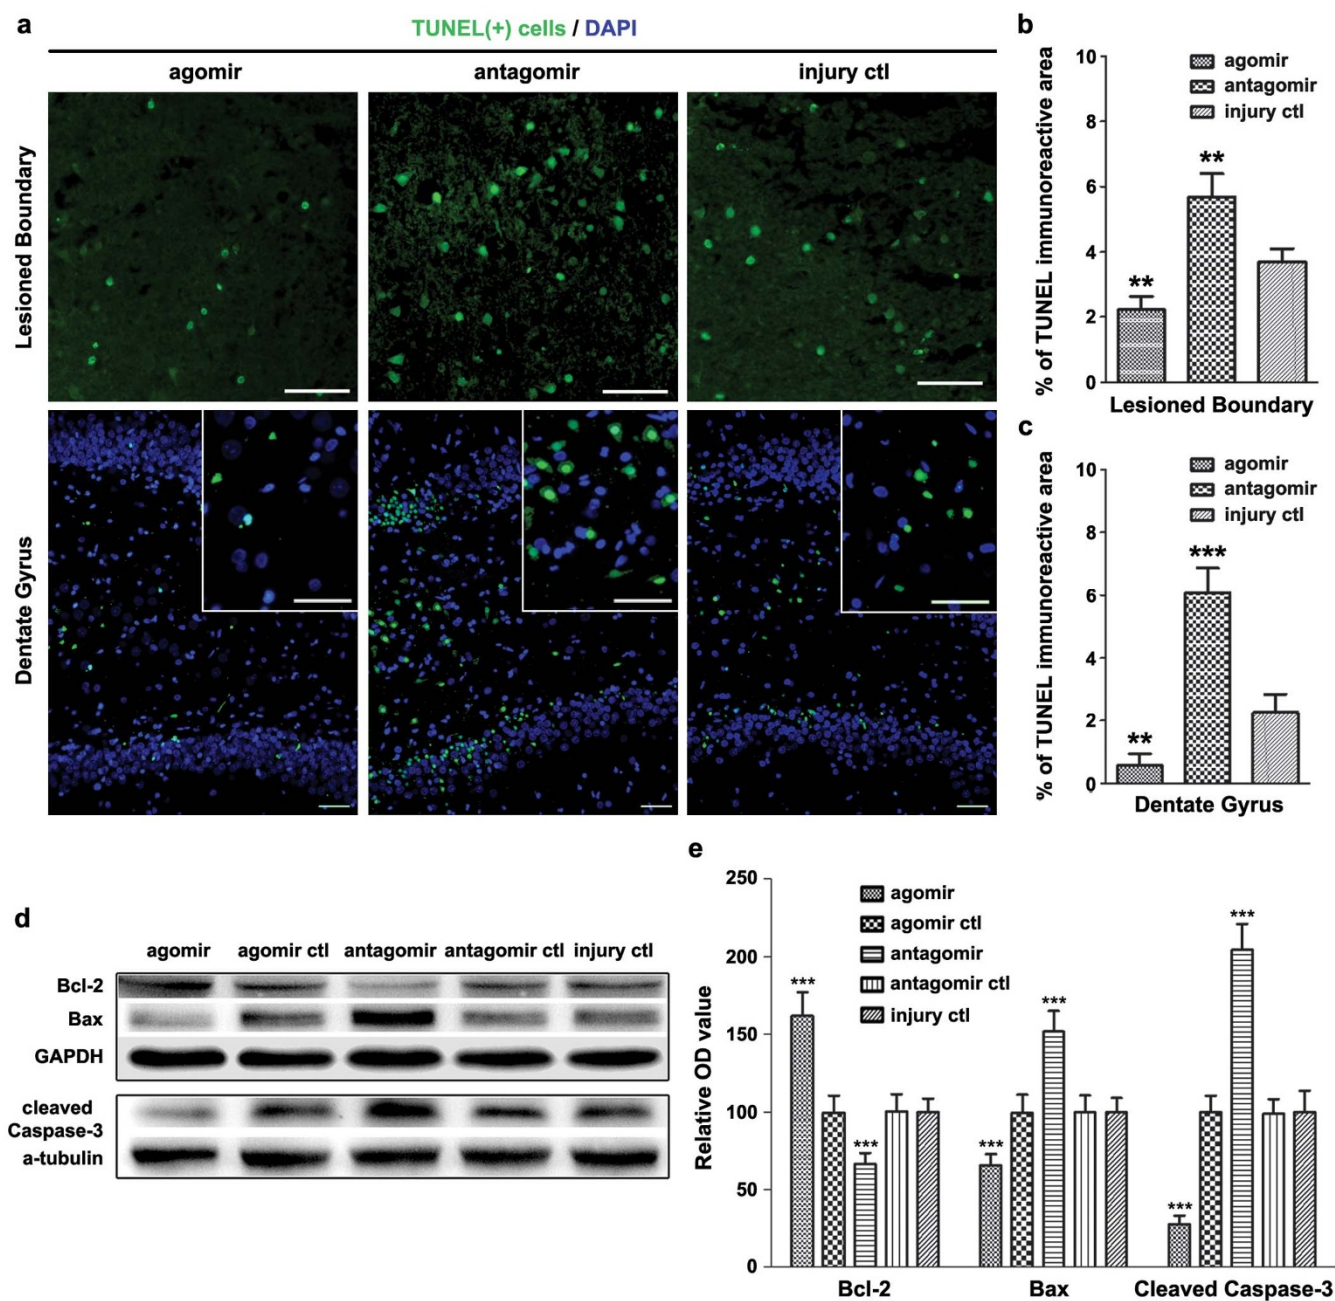 a
TUNEL(+) cells / DAPI
agomir antagomir injury ctl
Lesioned Boundary
Dentate Gyrus
b
10
8
6
4
2
0
% of TUNEL immunoreactive area
agomir
antagomir
injury ctl
**
**
Lesioned Boundary
c
10
8
6
4
2
0
% of TUNEL immunoreactive area
agomir
antagomir
injury ctl
**
***
Dentate Gyrus
d
agomir agomir ctl antagomir antagomir ctl injury ctl
Bcl-2
Bax
GAPDH
cleaved
Caspase-3
a-tubulin
e
250
200
150
100
50
0
Relative OD value
agomir
agomir ctl
antagomir
antagomir ctl
injury ctl
***
***
***
***
***
***
Bcl-2 Bax Cleaved Caspase-3